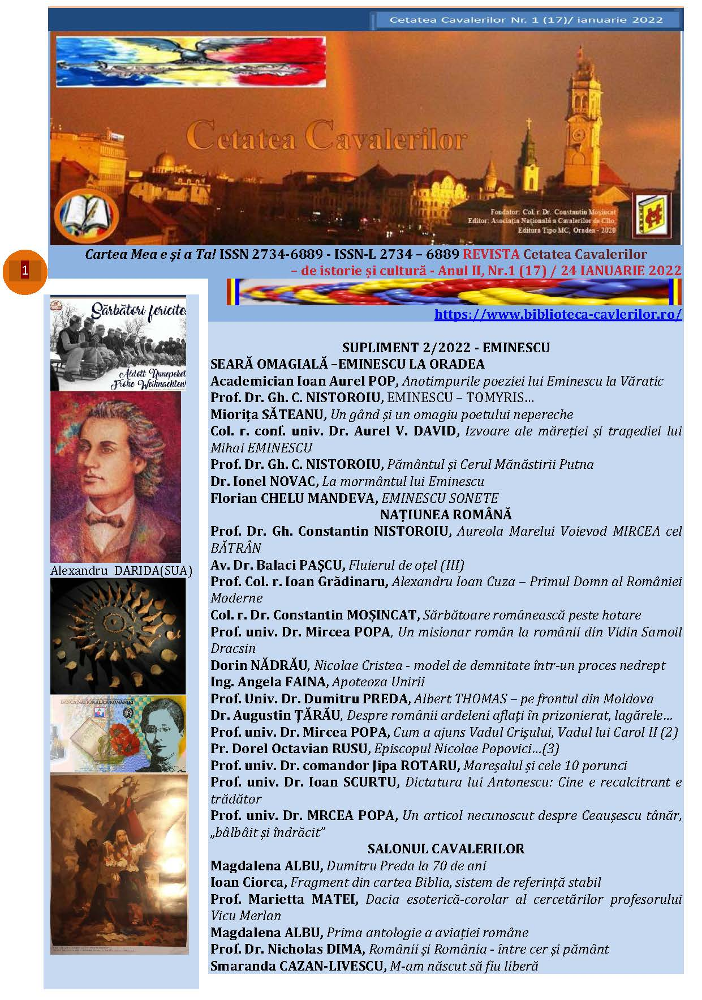 Cetatea Cavalerilor Nr. 1 (17)/ ianuarie 2022
Cetatea Cavalerilor
Fondator: Col. r. Dr. Constantin Moșincat
Editor: Asociația Națională a Cavalerilor de Clio,
Editura Tipo MC, Oradea - 2020
Cartea Mea e și a Ta! ISSN 2734-6889 - ISSN-L 2734 – 6889 REVISTA Cetatea Cavalerilor
– de istorie și cultură - Anul II, Nr.1 (17) / 24 IANUARIE 2022
1
https://www.biblioteca-cavlerilor.ro/
Sărbători fericite!
Áldott Ünnepeket
Frohe Weihnachten!
Alexandru DARIDA(SUA)
BANCA NAȚIONALĂ A ROMÂNIEI
SUPLIMENT 2/2022 - EMINESCU
SEARĂ OMAGIALĂ –EMINESCU LA ORADEA
Academician Ioan Aurel POP, Anotimpurile poeziei lui Eminescu la Văratic
Prof. Dr. Gh. C. NISTOROIU, EMINESCU – TOMYRIS…
Miorița SĂTEANU, Un gând și un omagiu poetului nepereche
Col. r. conf. univ. Dr. Aurel V. DAVID, Izvoare ale măreției și tragediei lui
Mihai EMINESCU
Prof. Dr. Gh. C. NISTOROIU, Pământul și Cerul Mănăstirii Putna
Dr. Ionel NOVAC, La mormântul lui Eminescu
Florian CHELU MANDEVA, EMINESCU SONETE
NAȚIUNEA ROMÂNĂ
Prof. Dr. Gh. Constantin NISTOROIU, Aureola Marelui Voievod MIRCEA cel
BĂTRÂN
Av. Dr. Balaci PAȘCU, Fluierul de oțel (III)
Prof. Col. r. Ioan Grădinaru, Alexandru Ioan Cuza – Primul Domn al României
Moderne
Col. r. Dr. Constantin MOȘINCAT, Sărbătoare românească peste hotare
Prof. univ. Dr. Mircea POPA, Un misionar român la românii din Vidin Samoil
Dracsin
Dorin NĂDRĂU, Nicolae Cristea - model de demnitate într-un proces nedrept
Ing. Angela FAINA, Apoteoza Unirii
Prof. Univ. Dr. Dumitru PREDA, Albert THOMAS – pe frontul din Moldova
Dr. Augustin ȚĂRĂU, Despre românii ardeleni aflați în prizonierat, lagărele…
Prof. univ. Dr. Mircea POPA, Cum a ajuns Vadul Crișului, Vadul lui Carol II (2)
Pr. Dorel Octavian RUSU, Episcopul Nicolae Popovici…(3)
Prof. univ. Dr. comandor Jipa ROTARU, Mareșalul și cele 10 porunci
Prof. univ. Dr. Ioan SCURTU, Dictatura lui Antonescu: Cine e recalcitrant e
trădător
Prof. univ. Dr. MRCEA POPA, Un articol necunoscut despre Ceaușescu tânăr,
„bâlbâit și îndrăcit”
SALONUL CAVALERILOR
Magdalena ALBU, Dumitru Preda la 70 de ani
Ioan Ciorca, Fragment din cartea Biblia, sistem de referință stabil
Prof. Marietta MATEI, Dacia esoterică-corolar al cercetărilor profesorului
Vicu Merlan
Magdalena ALBU, Prima antologie a aviației române
Prof. Dr. Nicholas DIMA, Românii și România - între cer și pământ
Smaranda CAZAN-LIVESCU, M-am născut să fiu liberă